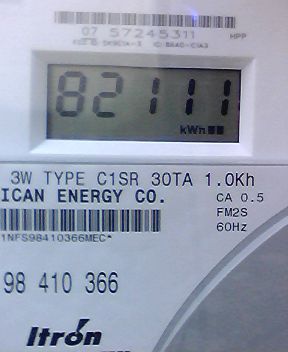 07 57245311 HPP
82111
kWh
3W TYPE C1SR 30TA 1.0Kh
ICAN ENERGY CO. CA 0.5
FM2S
60Hz
1NFS98410366MEC*
98 410 366
Itron